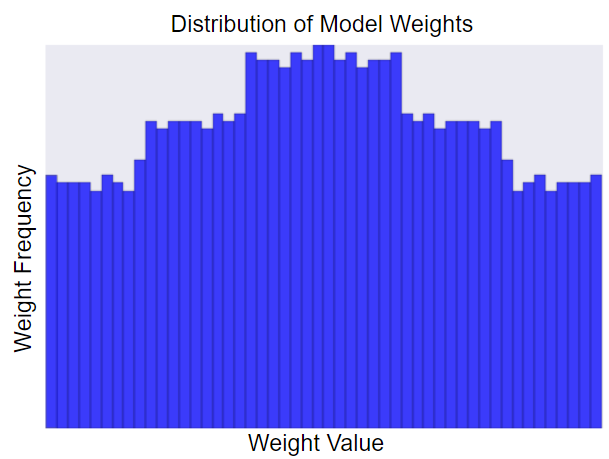 Distribution of Model Weights
Weight Frequency
Weight Value